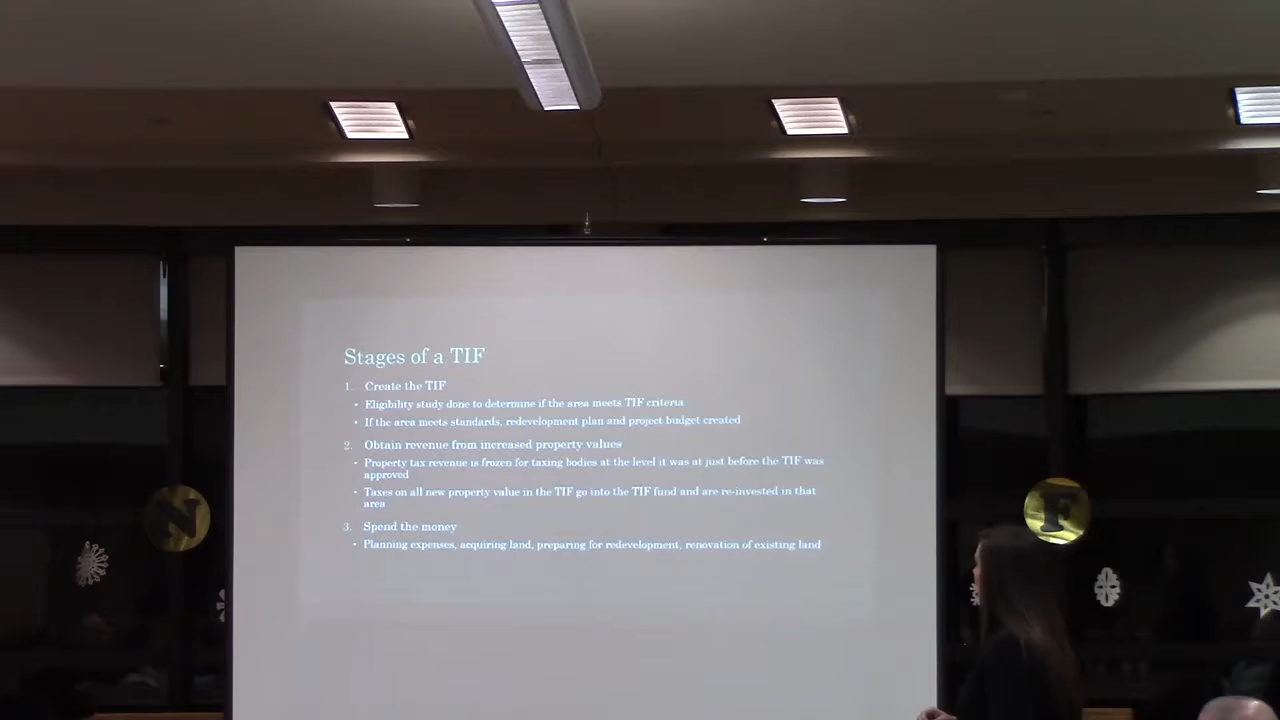 Stages of a TIF
1. Create the TIF
• Eligibility study done to determine if the area meets TIF criteria
• If the area meets standards, redevelopment plan and project budget created
2. Obtain revenue from increased property values
• Property tax revenue is frozen for taxing bodies at the level it was at just before the TIF was
approved
• Taxes on all new property value in the TIF go into the TIF fund and are re-invested in that
area
3. Spend the money
• Planning expenses, acquiring land, preparing for redevelopment, renovation of existing land
N
F